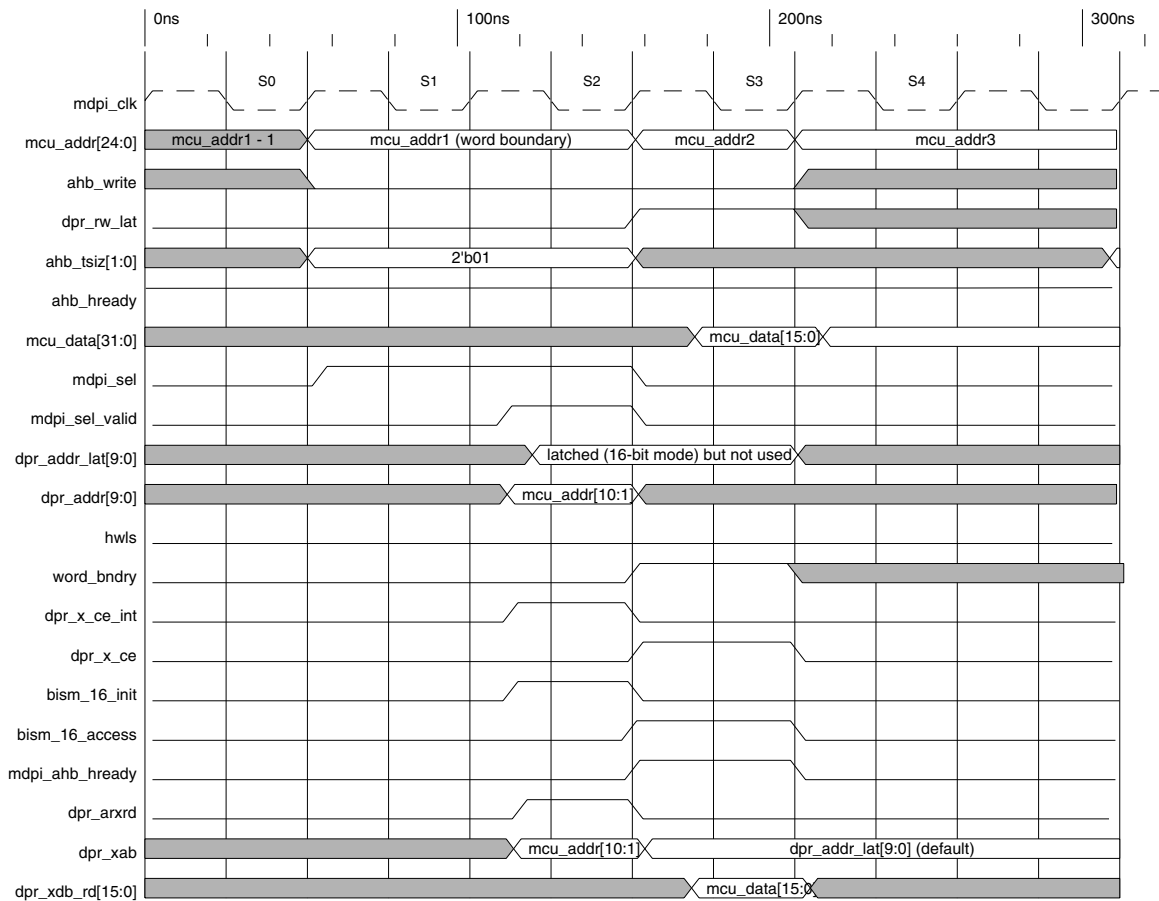 0ns 100ns 200ns 300ns
S0 S1 S2 S3 S4
mdpi_clk
mcu_addr[24:0] mcu_addr1 - 1 mcu_addr1 (word boundary) mcu_addr2 mcu_addr3
ahb_write
dpr_rw_lat
ahb_tsiz[1:0] 2'b01
ahb_hready
mcu_data[31:0] mcu_data[15:0]
mdpi_sel
mdpi_sel_valid
dpr_addr_lat[9:0] latched (16-bit mode) but not used
dpr_addr[9:0] mcu_addr[10:1]
hwls
word_bndry
dpr_x_ce_int
dpr_x_ce
bism_16_init
bism_16_access
mdpi_ahb_hready
dpr_arxrd
dpr_xab mcu_addr[10:1] dpr_addr_lat[9:0] (default)
dpr_xdb_rd[15:0] mcu_data[15:0